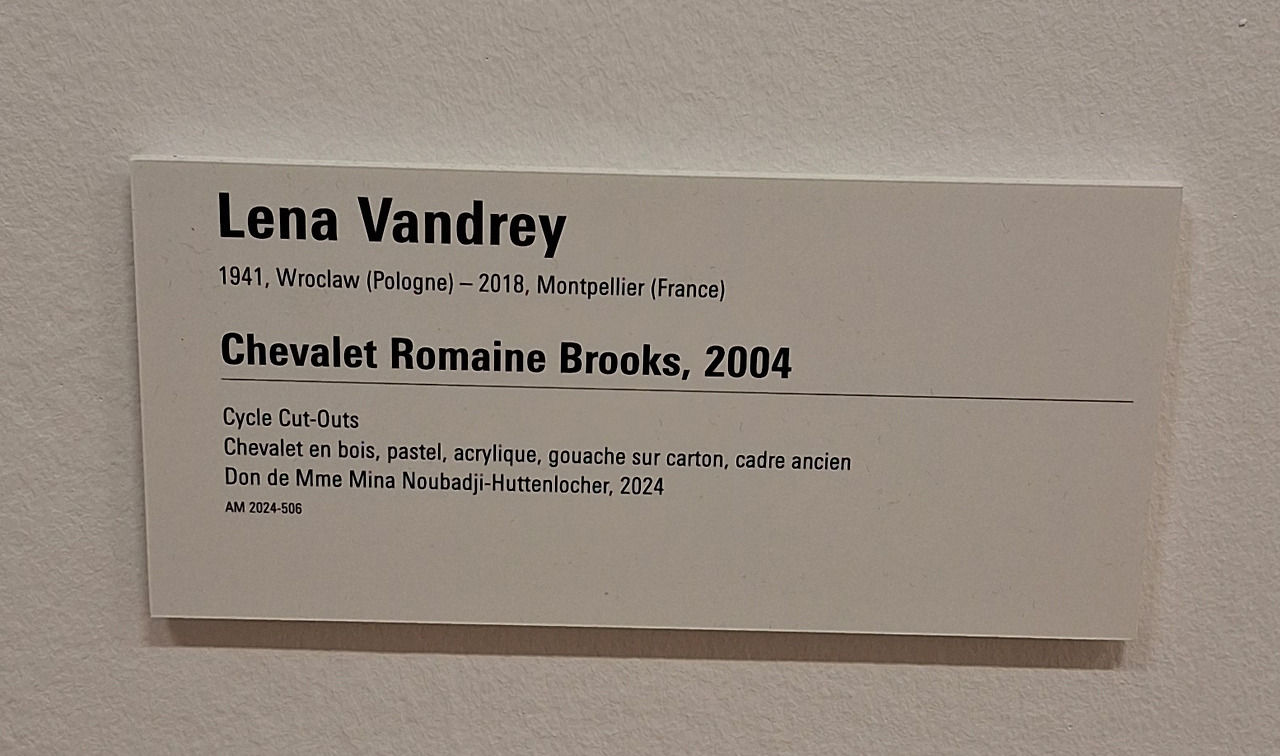 Lena Vandrey
1941, Wroclaw (Pologne) – 2018, Montpellier (France)
Chevalet Romaine Brooks, 2004
Cycle Cut-Outs
Chevalet en bois, pastel, acrylique, gouache sur carton, cadre ancien
Don de Mme Mina Noubadji-Huttenlocher, 2024
AM 2024-506